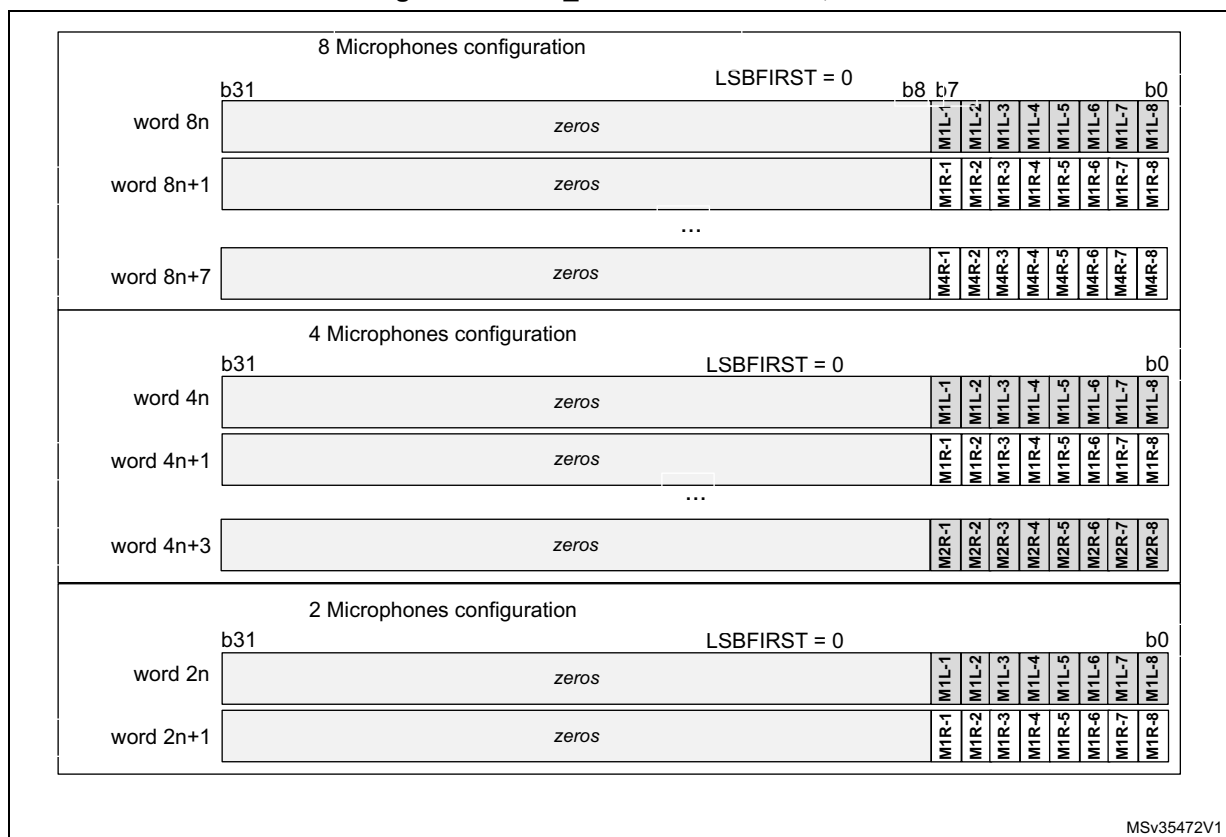 8 Microphones configuration
LSBFIRST = 0
b31 b8 b7 b0
word 8n zeros M1L-1 M1L-2 M1L-3 M1L-4 M1L-5 M1L-6 M1L-7 M1L-8
word 8n+1 zeros M1R-1 M1R-2 M1R-3 M1R-4 M1R-5 M1R-6 M1R-7 M1R-8
...
word 8n+7 zeros M4R-1 M4R-2 M4R-3 M4R-4 M4R-5 M4R-6 M4R-7 M4R-8
4 Microphones configuration
b31 LSBFIRST = 0 b0
word 4n zeros M1L-1 M1L-2 M1L-3 M1L-4 M1L-5 M1L-6 M1L-7 M1L-8
word 4n+1 zeros M1R-1 M1R-2 M1R-3 M1R-4 M1R-5 M1R-6 M1R-7 M1R-8
...
word 4n+3 zeros M2R-1 M2R-2 M2R-3 M2R-4 M2R-5 M2R-6 M2R-7 M2R-8
2 Microphones configuration
b31 LSBFIRST = 0 b0
word 2n zeros M1L-1 M1L-2 M1L-3 M1L-4 M1L-5 M1L-6 M1L-7 M1L-8
word 2n+1 zeros M1R-1 M1R-2 M1R-3 M1R-4 M1R-5 M1R-6 M1R-7 M1R-8
MSv35472V1